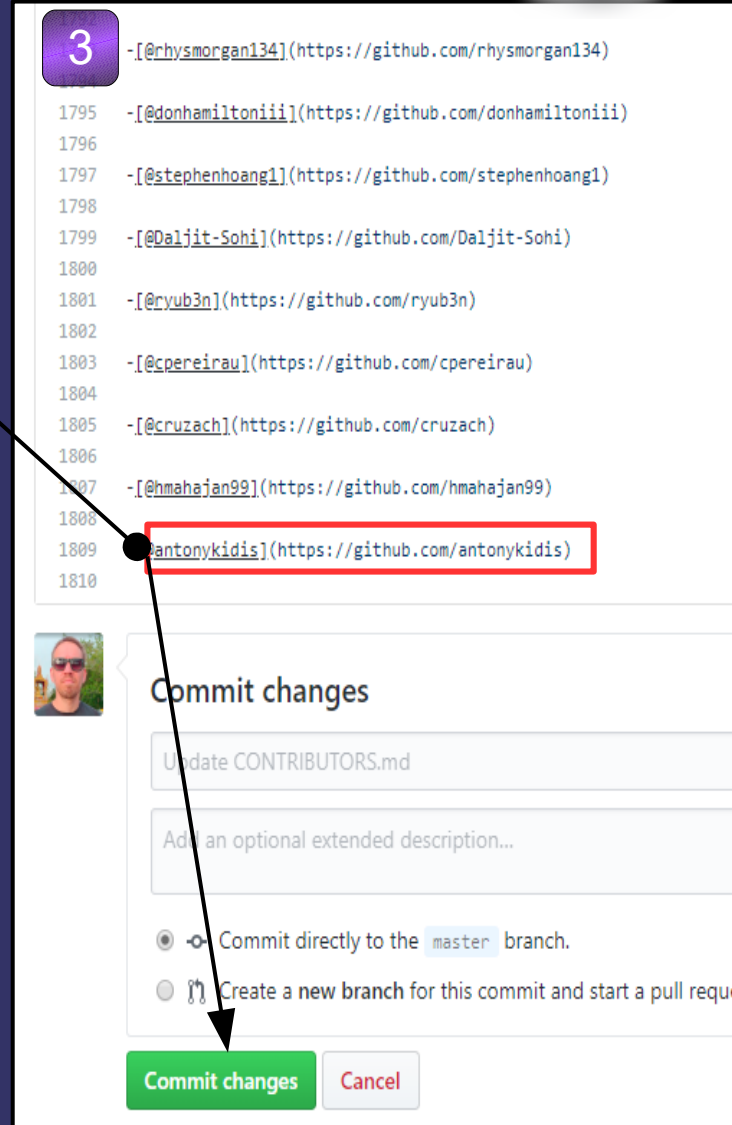 1792
3
-[@rhysmorgan134](https://github.com/rhysmorgan134)
1794
1795 -[@donhamiltoniii](https://github.com/donhamiltoniii)
1796
1797 -[@stephenhoang1](https://github.com/stephenhoang1)
1798
1799 -[@Daljit-Sohi](https://github.com/Daljit-Sohi)
1800
1801 -[@ryub3n](https://github.com/ryub3n)
1802
1803 -[@cpereirau](https://github.com/cpereirau)
1804
1805 -[@cruzach](https://github.com/cruzach)
1806
1807 -[@hmahajan99](https://github.com/hmahajan99)
1808
1809 antonykidis](https://github.com/antonykidis)
1810
Commit changes
Update CONTRIBUTORS.md
Add an optional extended description...
Commit directly to the master branch.
Create a new branch for this commit and start a pull reque
Commit changes Cancel